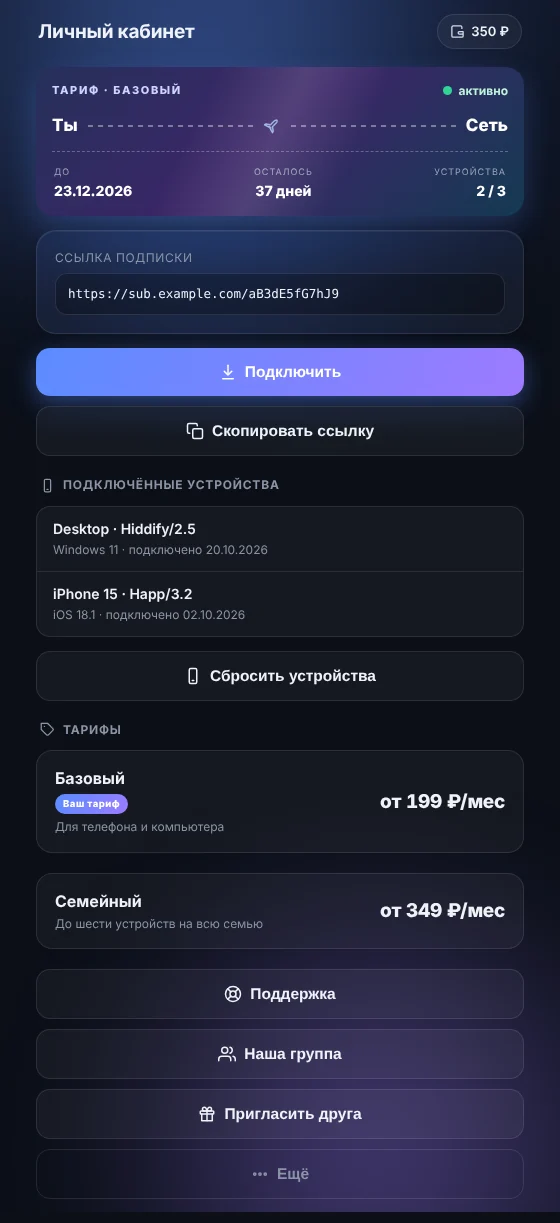 Личный кабинет
350 ₽
ТАРИФ · БАЗОВЫЙ
активно
Ты
Сеть
ДО
ОСТАЛОСЬ
УСТРОЙСТВА
23.12.2026
37 дней
2 / 3
ССЫЛКА ПОДПИСКИ
https://sub.example.com/aB3dE5fG7hJ9
Подключить
Скопировать ссылку
ПОДКЛЮЧЁННЫЕ УСТРОЙСТВА
Desktop · Hiddify/2.5
Windows 11 · подключено 20.10.2026
iPhone 15 · Happ/3.2
iOS 18.1 · подключено 02.10.2026
Сбросить устройства
ТАРИФЫ
Базовый
Ваш тариф
от 199 ₽/мес
Для телефона и компьютера
Семейный
от 349 ₽/мес
До шести устройств на всю семью
Поддержка
Наша группа
Пригласить друга
Ещё